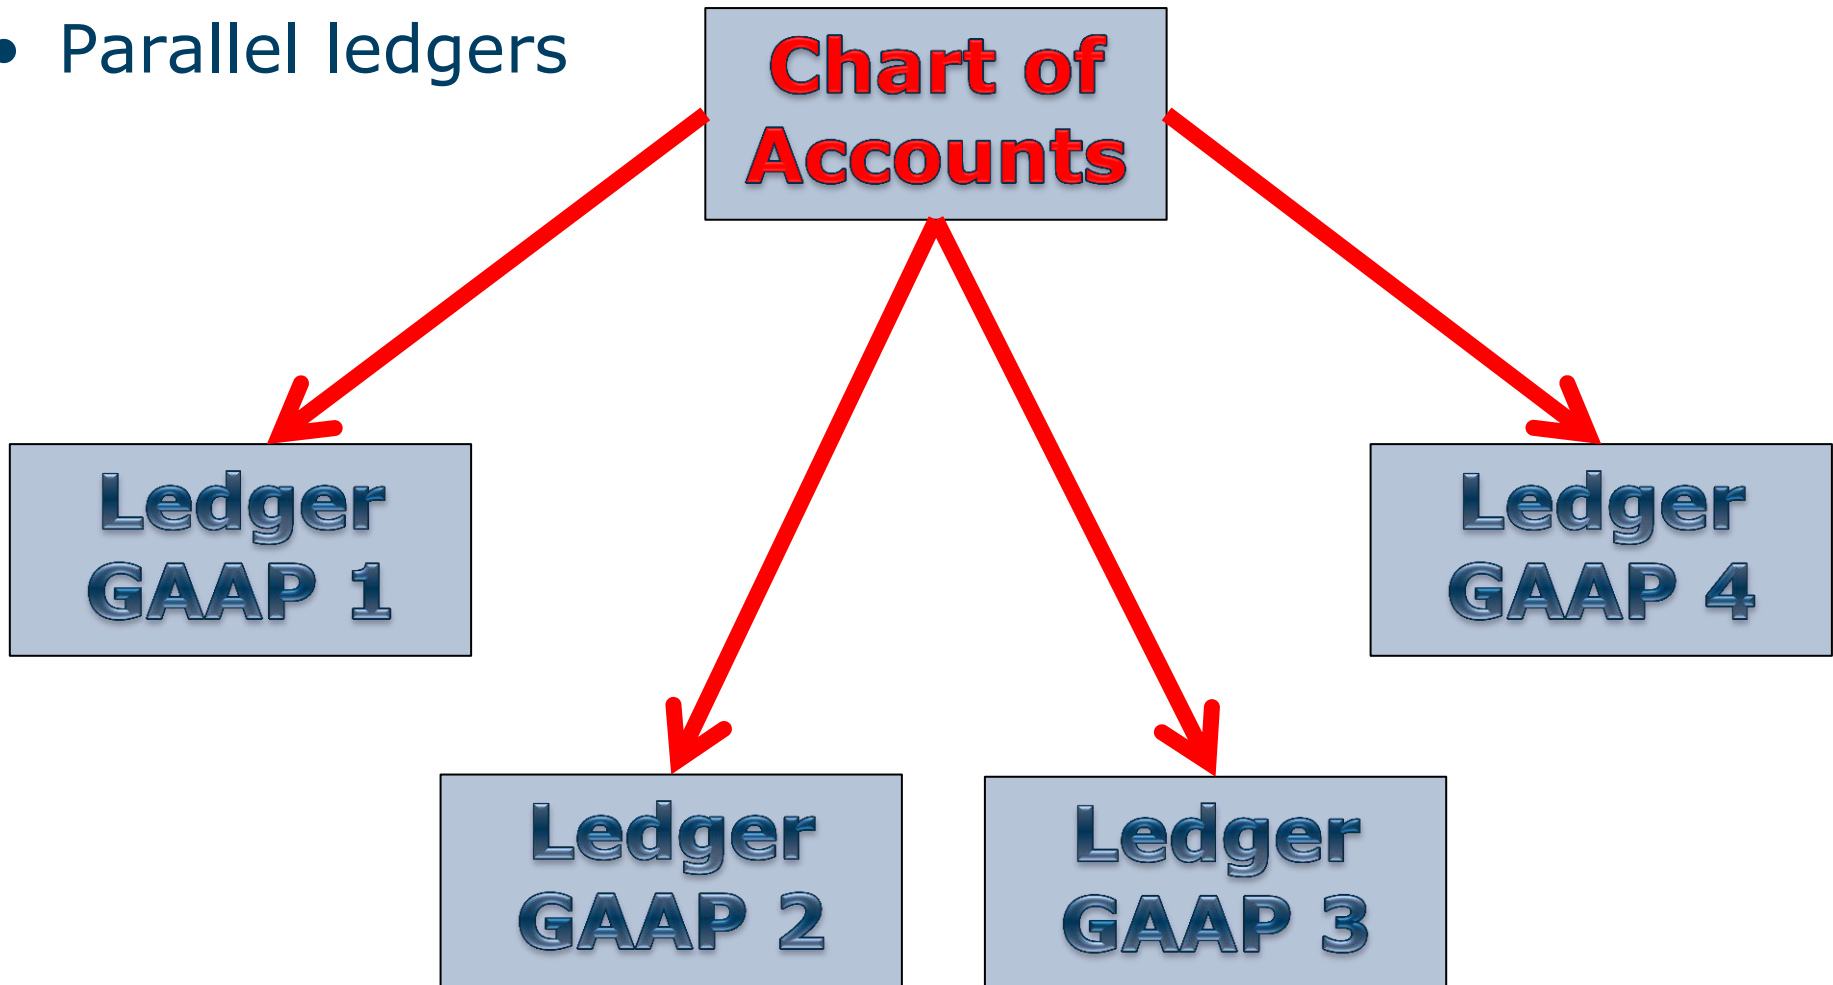 • Parallel ledgers
Chart of
Accounts
Ledger
GAAP 1
Ledger
GAAP 4
Ledger
GAAP 2
Ledger
GAAP 3